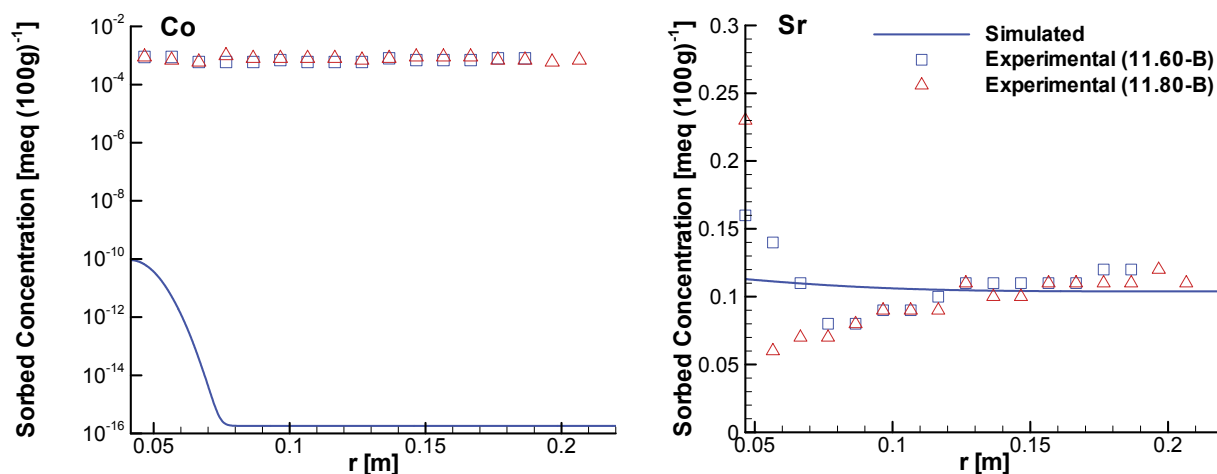 Co
Sorbed Concentration [meq (100g)-1]
10-2
10-4
10-6
10-8
10-10
10-12
10-14
10-16
0.05 0.1 0.15 0.2
r [m]
Sr
Simulated
Experimental (11.60-B)
Experimental (11.80-B)
Sorbed Concentration [meq (100g)-1]
0.3
0.25
0.2
0.15
0.1
0.05
0
0.05 0.1 0.15 0.2
r [m]